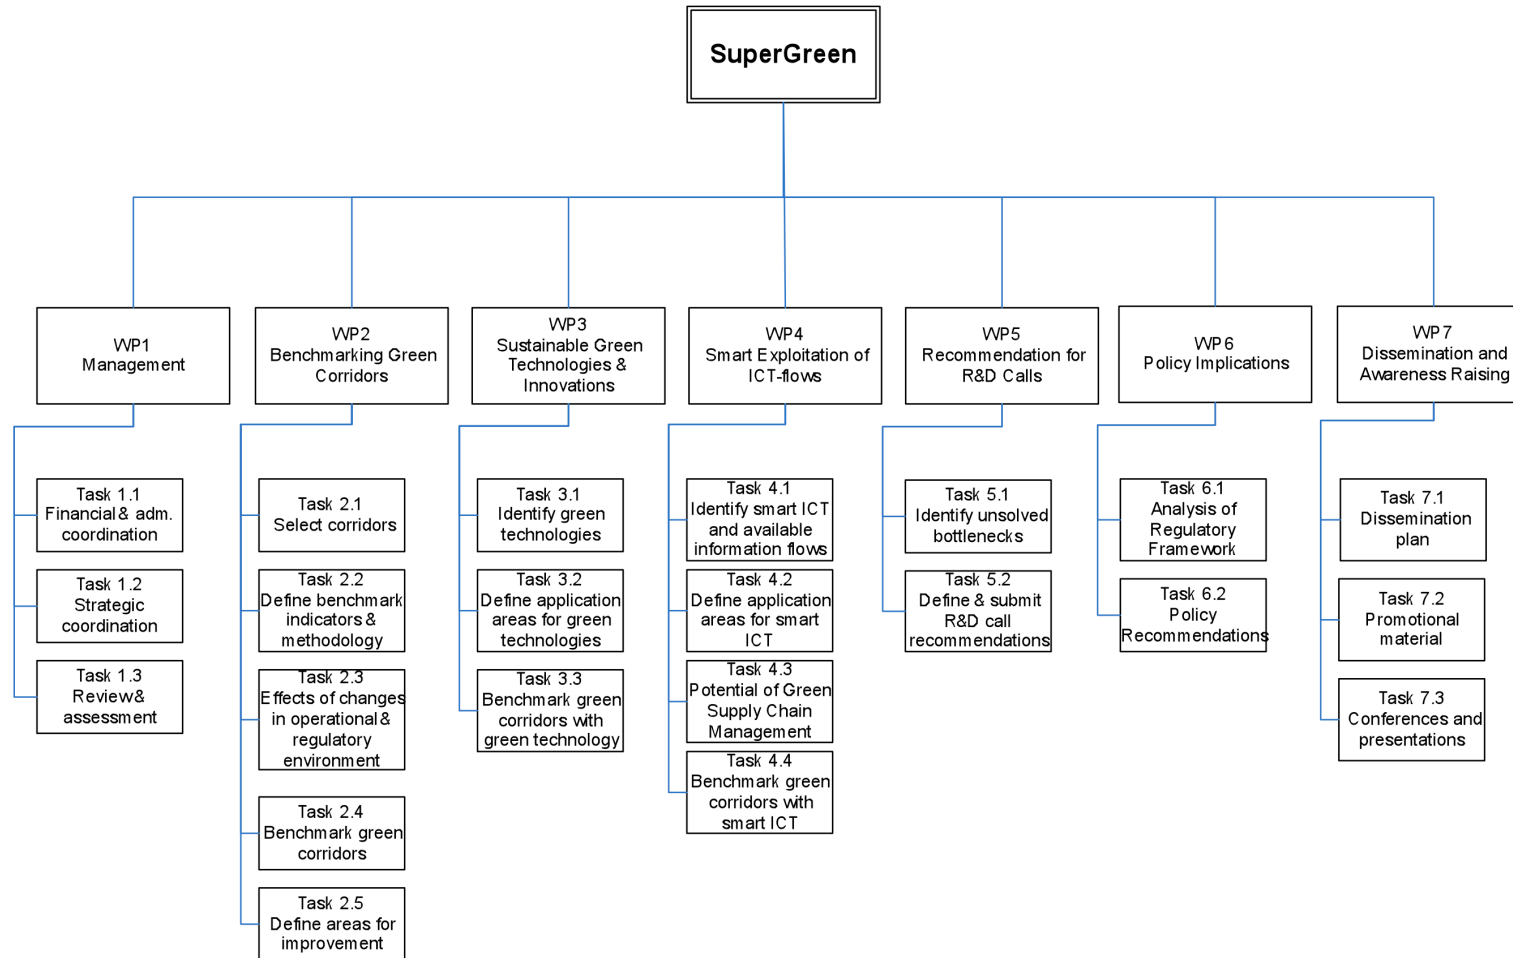 SuperGreen
WP1
Management
WP2
Benchmarking Green
Corridors
WP3
Sustainable Green
Technologies &
Innovations
WP4
Smart Exploitation of
ICT-flows
WP5
Recommendation for
R&D Calls
WP6
Policy Implications
WP7
Dissemination and
Awareness Raising
Task 1.1
Financial & adm.
coordination
Task 1.2
Strategic
coordination
Task 1.3
Review &
assessment
Task 2.1
Select corridors
Task 2.2
Define benchmark
indicators &
methodology
Task 2.3
Effects of changes
in operational &
regulatory
environment
Task 2.4
Benchmark green
corridors
Task 2.5
Define areas for
improvement
Task 3.1
Identify green
technologies
Task 3.2
Define application
areas for green
technologies
Task 3.3
Benchmark green
corridors with
green technology
Task 4.1
Identify smart ICT
and available
information flows
Task 4.2
Define application
areas for smart
ICT
Task 4.3
Potential of Green
Supply Chain
Management
Task 4.4
Benchmark green
corridors with
smart ICT
Task 5.1
Identify unsolved
bottlenecks
Task 5.2
Define & submit
R&D call
recommendations
Task 6.1
Analysis of
Regulatory
Framework
Task 6.2
Policy
Recommendations
Task 7.1
Dissemination
plan
Task 7.2
Promotional
material
Task 7.3
Conferences and
presentations